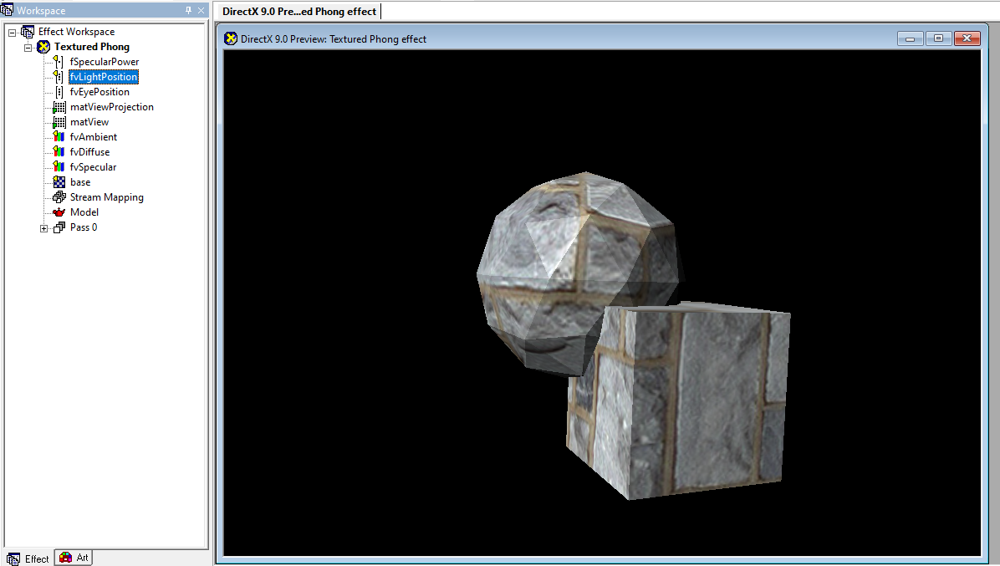 Workspace
DirectX 9.0 Pre...ed Phong effect
DirectX 9.0 Preview: Textured Phong effect
Effect Workspace
Textured Phong
fSpecularPower
fvLightPosition
fvEyePosition
matViewProjection
matView
fvAmbient
fvDiffuse
fvSpecular
base
Stream Mapping
Model
Pass 0
Effect
Art